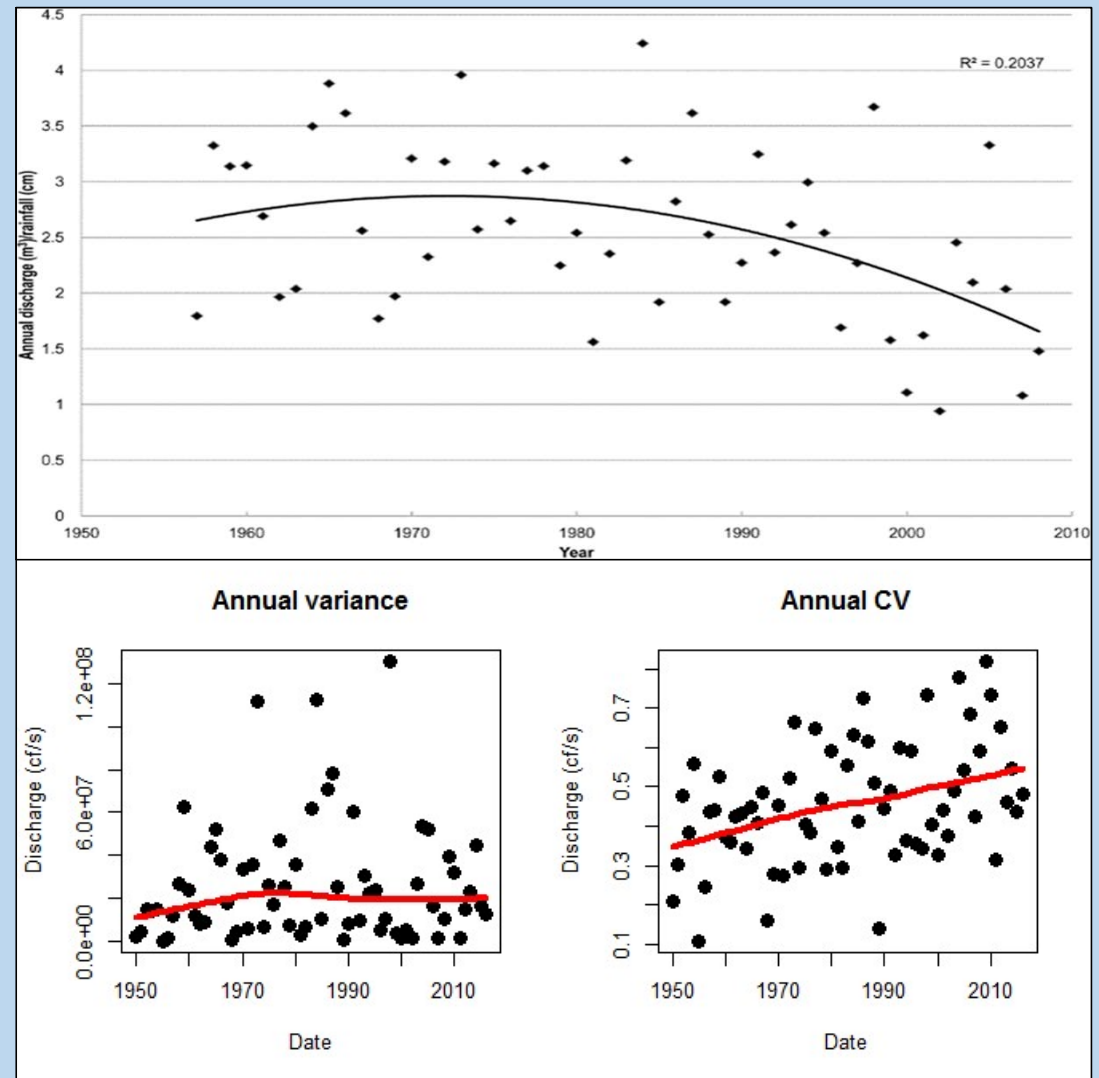 4.5
4
3.5
3
2.5
2
1.5
1
0.5
0
Annual discharge (m³)/rainfall (cm)
R² = 0.2037
1950 1960 1970 1980 1990 2000 2010
Year
Annual variance
Discharge (cf/s)
1.2e+08
6.0e+07
0.0e+00
1950 1970 1990 2010
Date
Annual CV
Discharge (cf/s)
0.7
0.5
0.3
0.1
1950 1970 1990 2010
Date